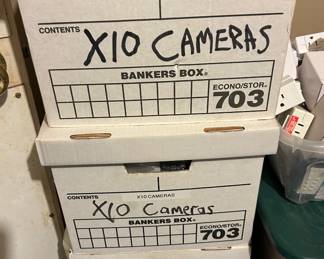 CONTENTS
X10 CAMERAS
BANKERS BOX®
ECONO/STOR®
703
CONTENTS
X10 CAMERAS
X10 Cameras
BANKERS BOX®
ECONO/STOR®
703